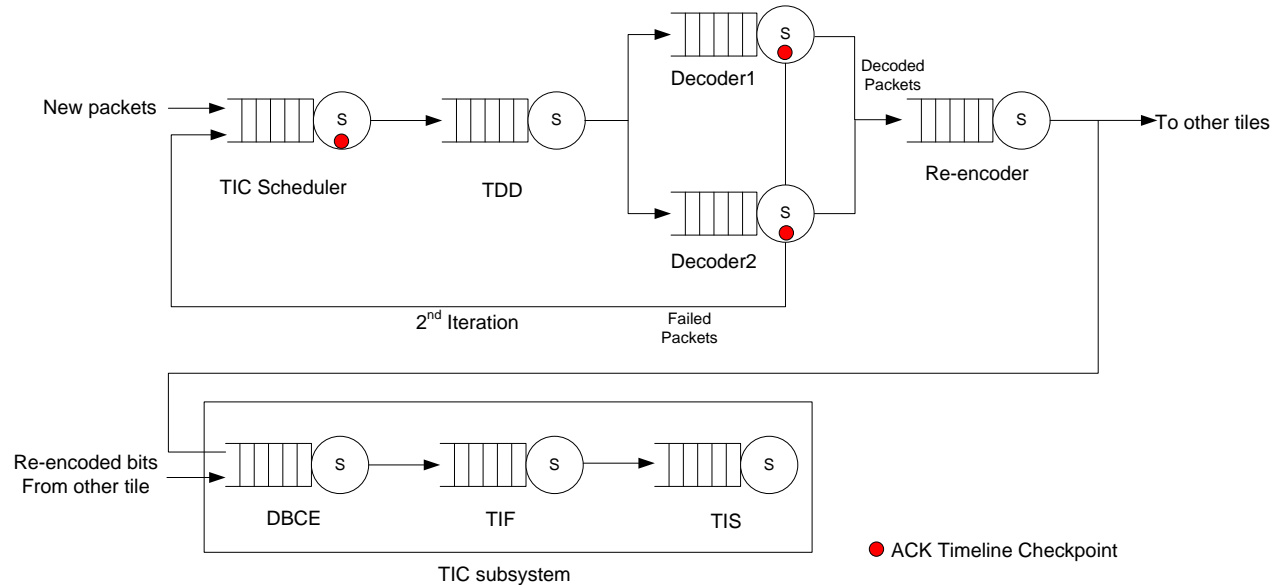 S
Decoder1
Decoded
Packets
New packets
S
TIC Scheduler
S
TDD
S
Re-encoder
To other tiles
S
Decoder2
2nd Iteration
Failed
Packets
Re-encoded bits
From other tile
S
DBCE
S
TIF
S
TIS
ACK Timeline Checkpoint
TIC subsystem